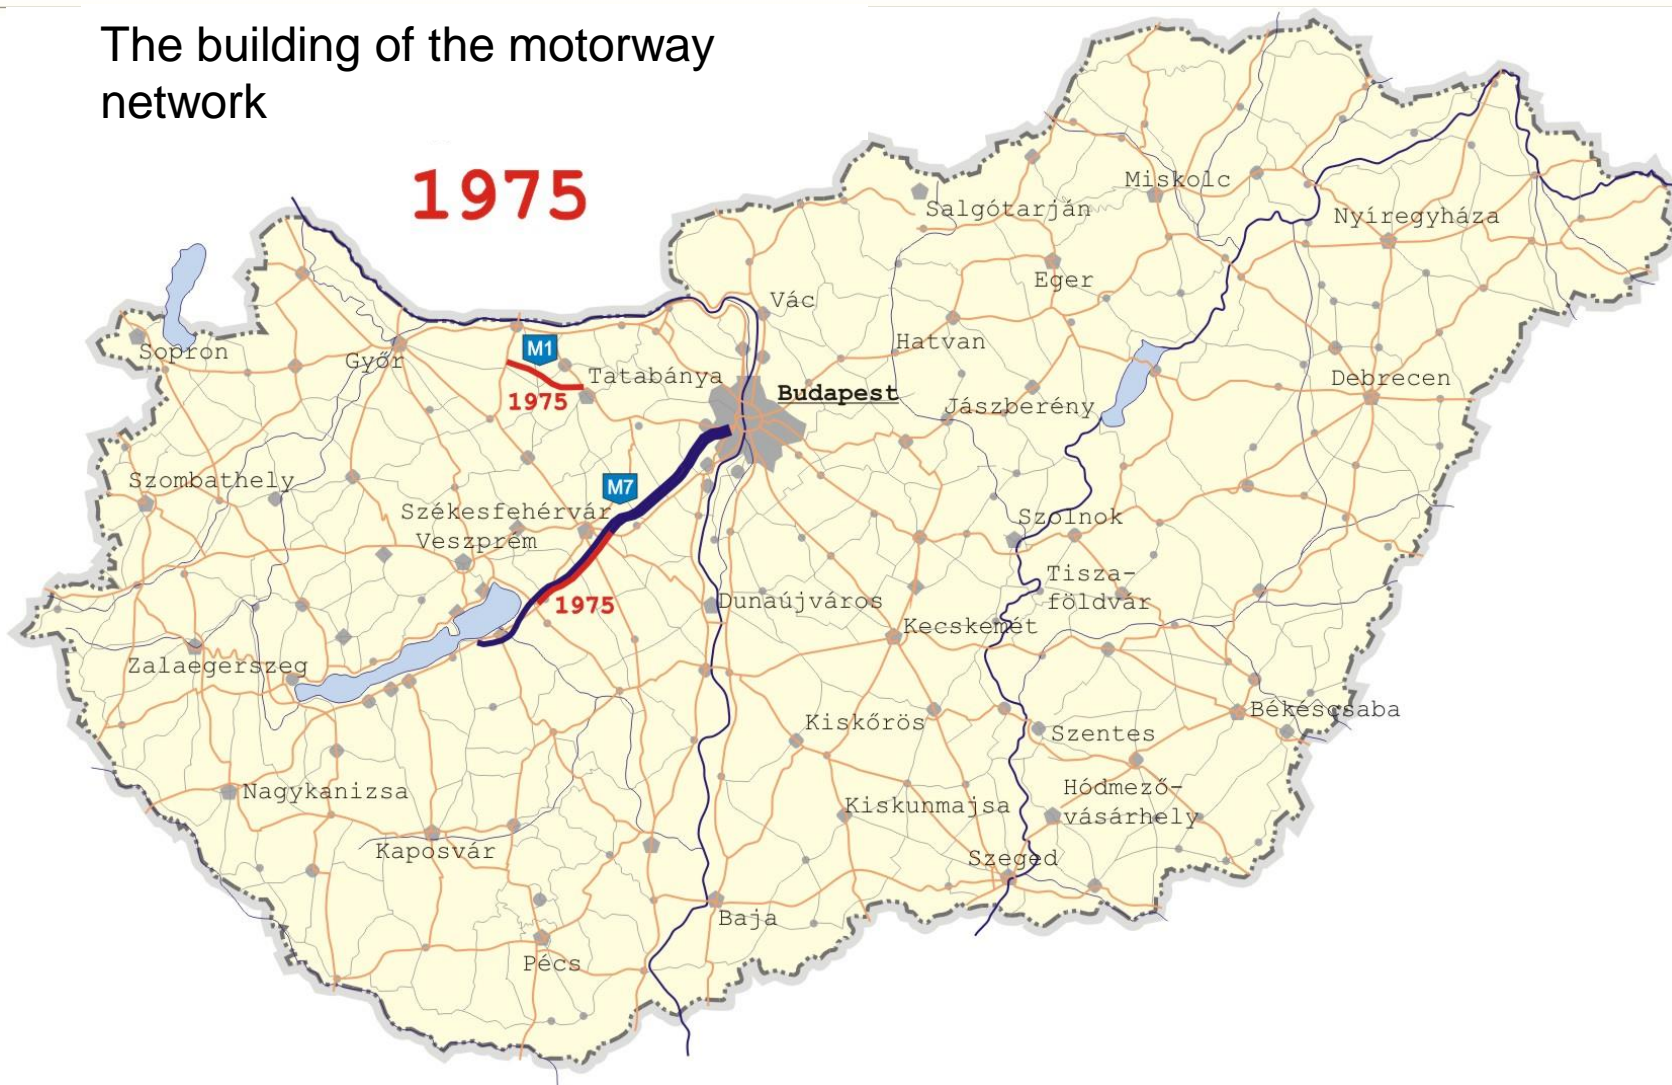 The building of the motorway
network
1975
Miskolc
Salgótarján
Nyíregyháza
Eger
Vác
Sopron
Győr
M1
Hatvan
Tatabánya
Budapest
Debrecen
1975
Jászberény
Szombathely
M7
Székesfehérvár
Veszprém
Szolnok
Tisza-
földvár
1975
Dunaújváros
Kecskemét
Zalaegerszeg
Kiskőrös
Békéscsaba
Szentes
Nagykanizsa
Hódmező-
vásárhely
Kiskunmajsa
Kaposvár
Szeged
Baja
Pécs